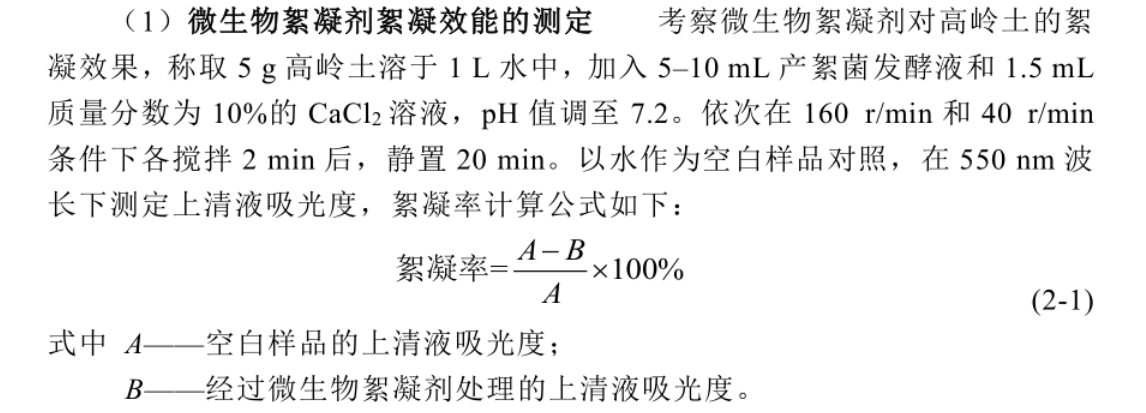 （1）微生物絮凝剂絮凝效能的测定 考察微生物絮凝剂对高岭土的絮
凝效果，称取 5 g 高岭土溶于 1 L 水中，加入 5–10 mL 产絮菌发酵液和 1.5 mL
质量分数为 10%的 CaCl₂ 溶液，pH 值调至 7.2。依次在 160 r/min 和 40 r/min
条件下各搅拌 2 min 后，静置 20 min。以水作为空白样品对照，在 550 nm 波
长下测定上清液吸光度，絮凝率计算公式如下：
絮凝率=(A−B)/A×100%
(2-1)
式中 A——空白样品的上清液吸光度；
B——经过微生物絮凝剂处理的上清液吸光度。